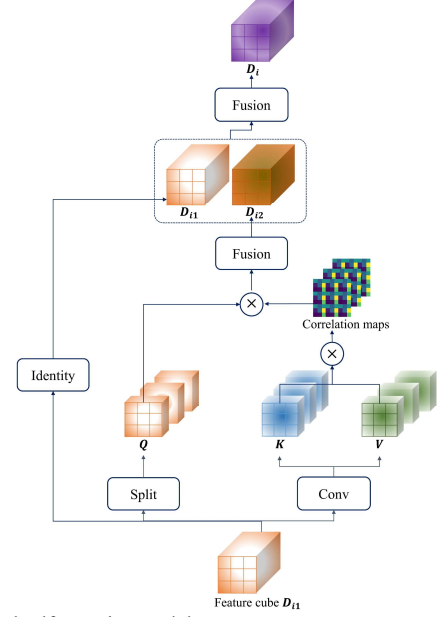 D_i
Fusion
D_i1 D_i2
Fusion
×
Correlation maps
×
Identity
Q K V
Split Conv
Feature cube D_i1